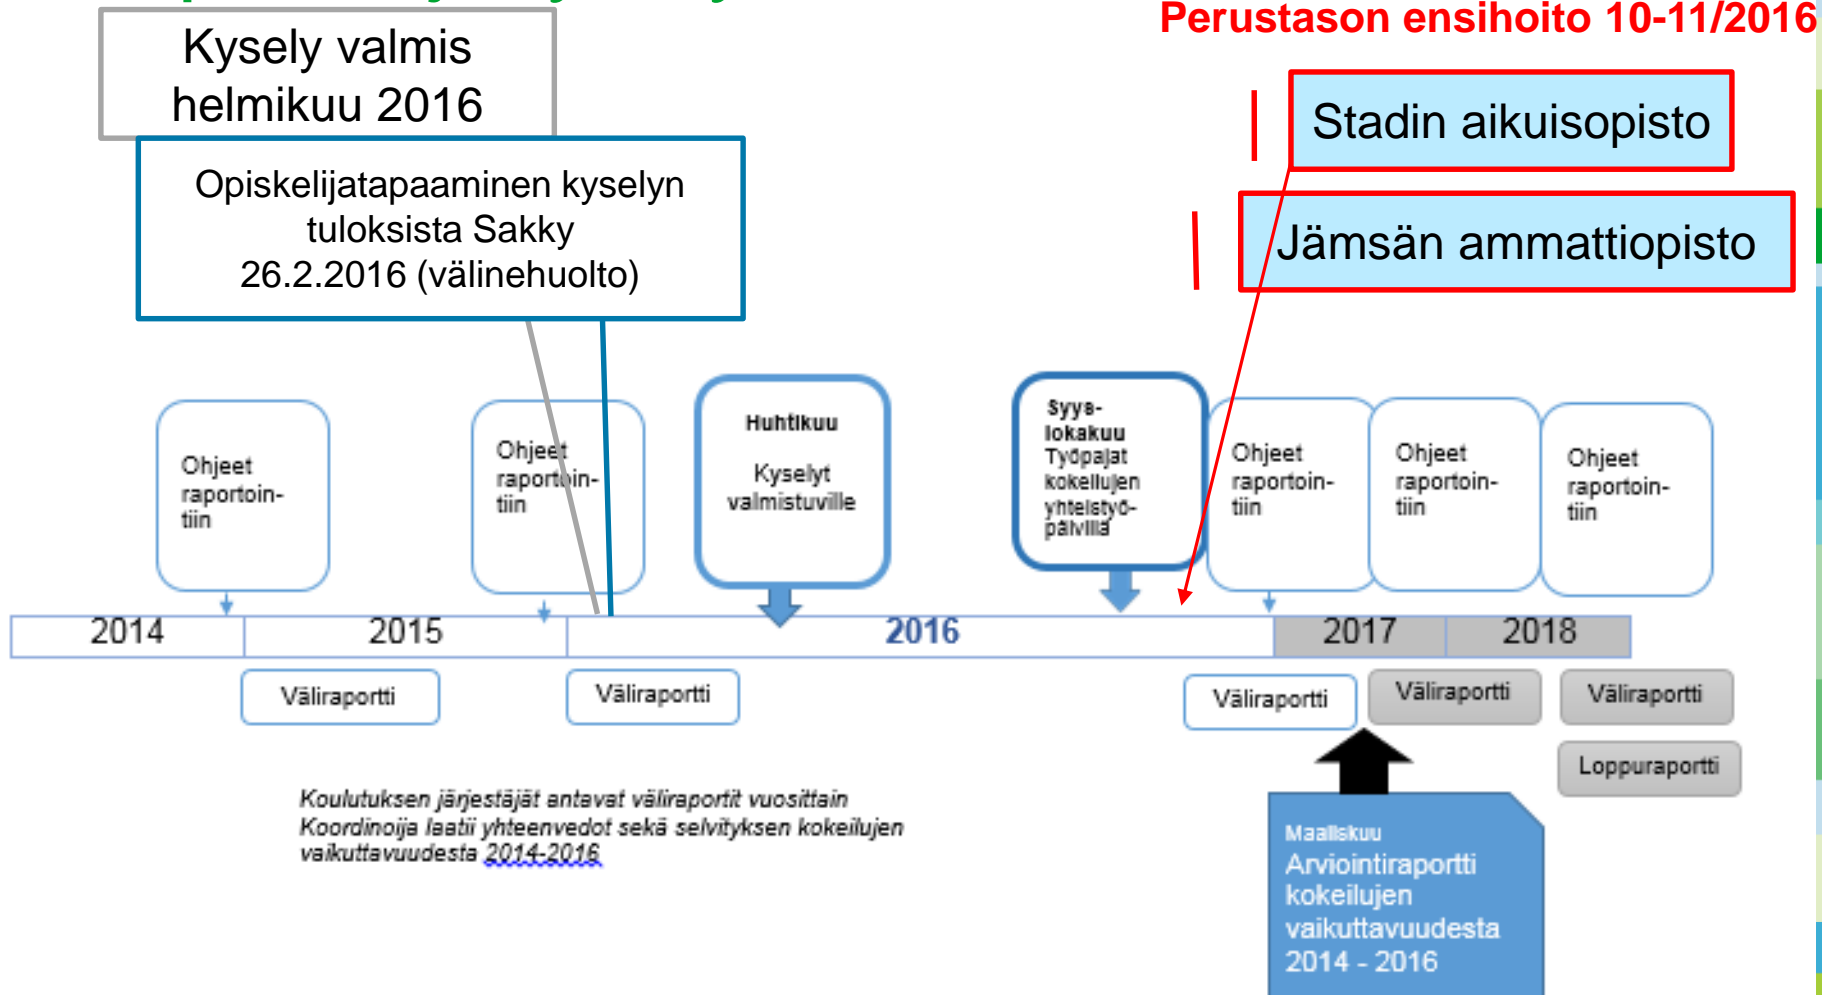 Perustason ensihoito 10-11/2016
Kysely valmis
helmikuu 2016
Stadin aikuisopisto
Opiskelijatapaaminen kyselyn
tuloksista Sakky
26.2.2016 (välinehuolto)
Jämsän ammattiopisto
Ohjeet
raportoin-
tiin
Ohjeet
raportoin-
tiin
Huhtikuu
Kyselyt
valmistuville
Syys-
lokakuu
Työpajat
kokeilujen
yhteistyö-
päivillä
Ohjeet
raportoin-
tiin
Ohjeet
raportoin-
tiin
Ohjeet
raportoin-
tiin
2014
2015
2016
2017
2018
Väliraportti
Väliraportti
Väliraportti
Väliraportti
Väliraportti
Loppuraportti
Koulutuksen järjestäjät antavat väliraportit vuosittain
Koordinoija laatii yhteenvedot sekä selvityksen kokeilujen
vaikuttavuudesta 2014-2016
Maaliskuu
Arviointiraportti
kokeilujen
vaikuttavuudesta
2014 - 2016